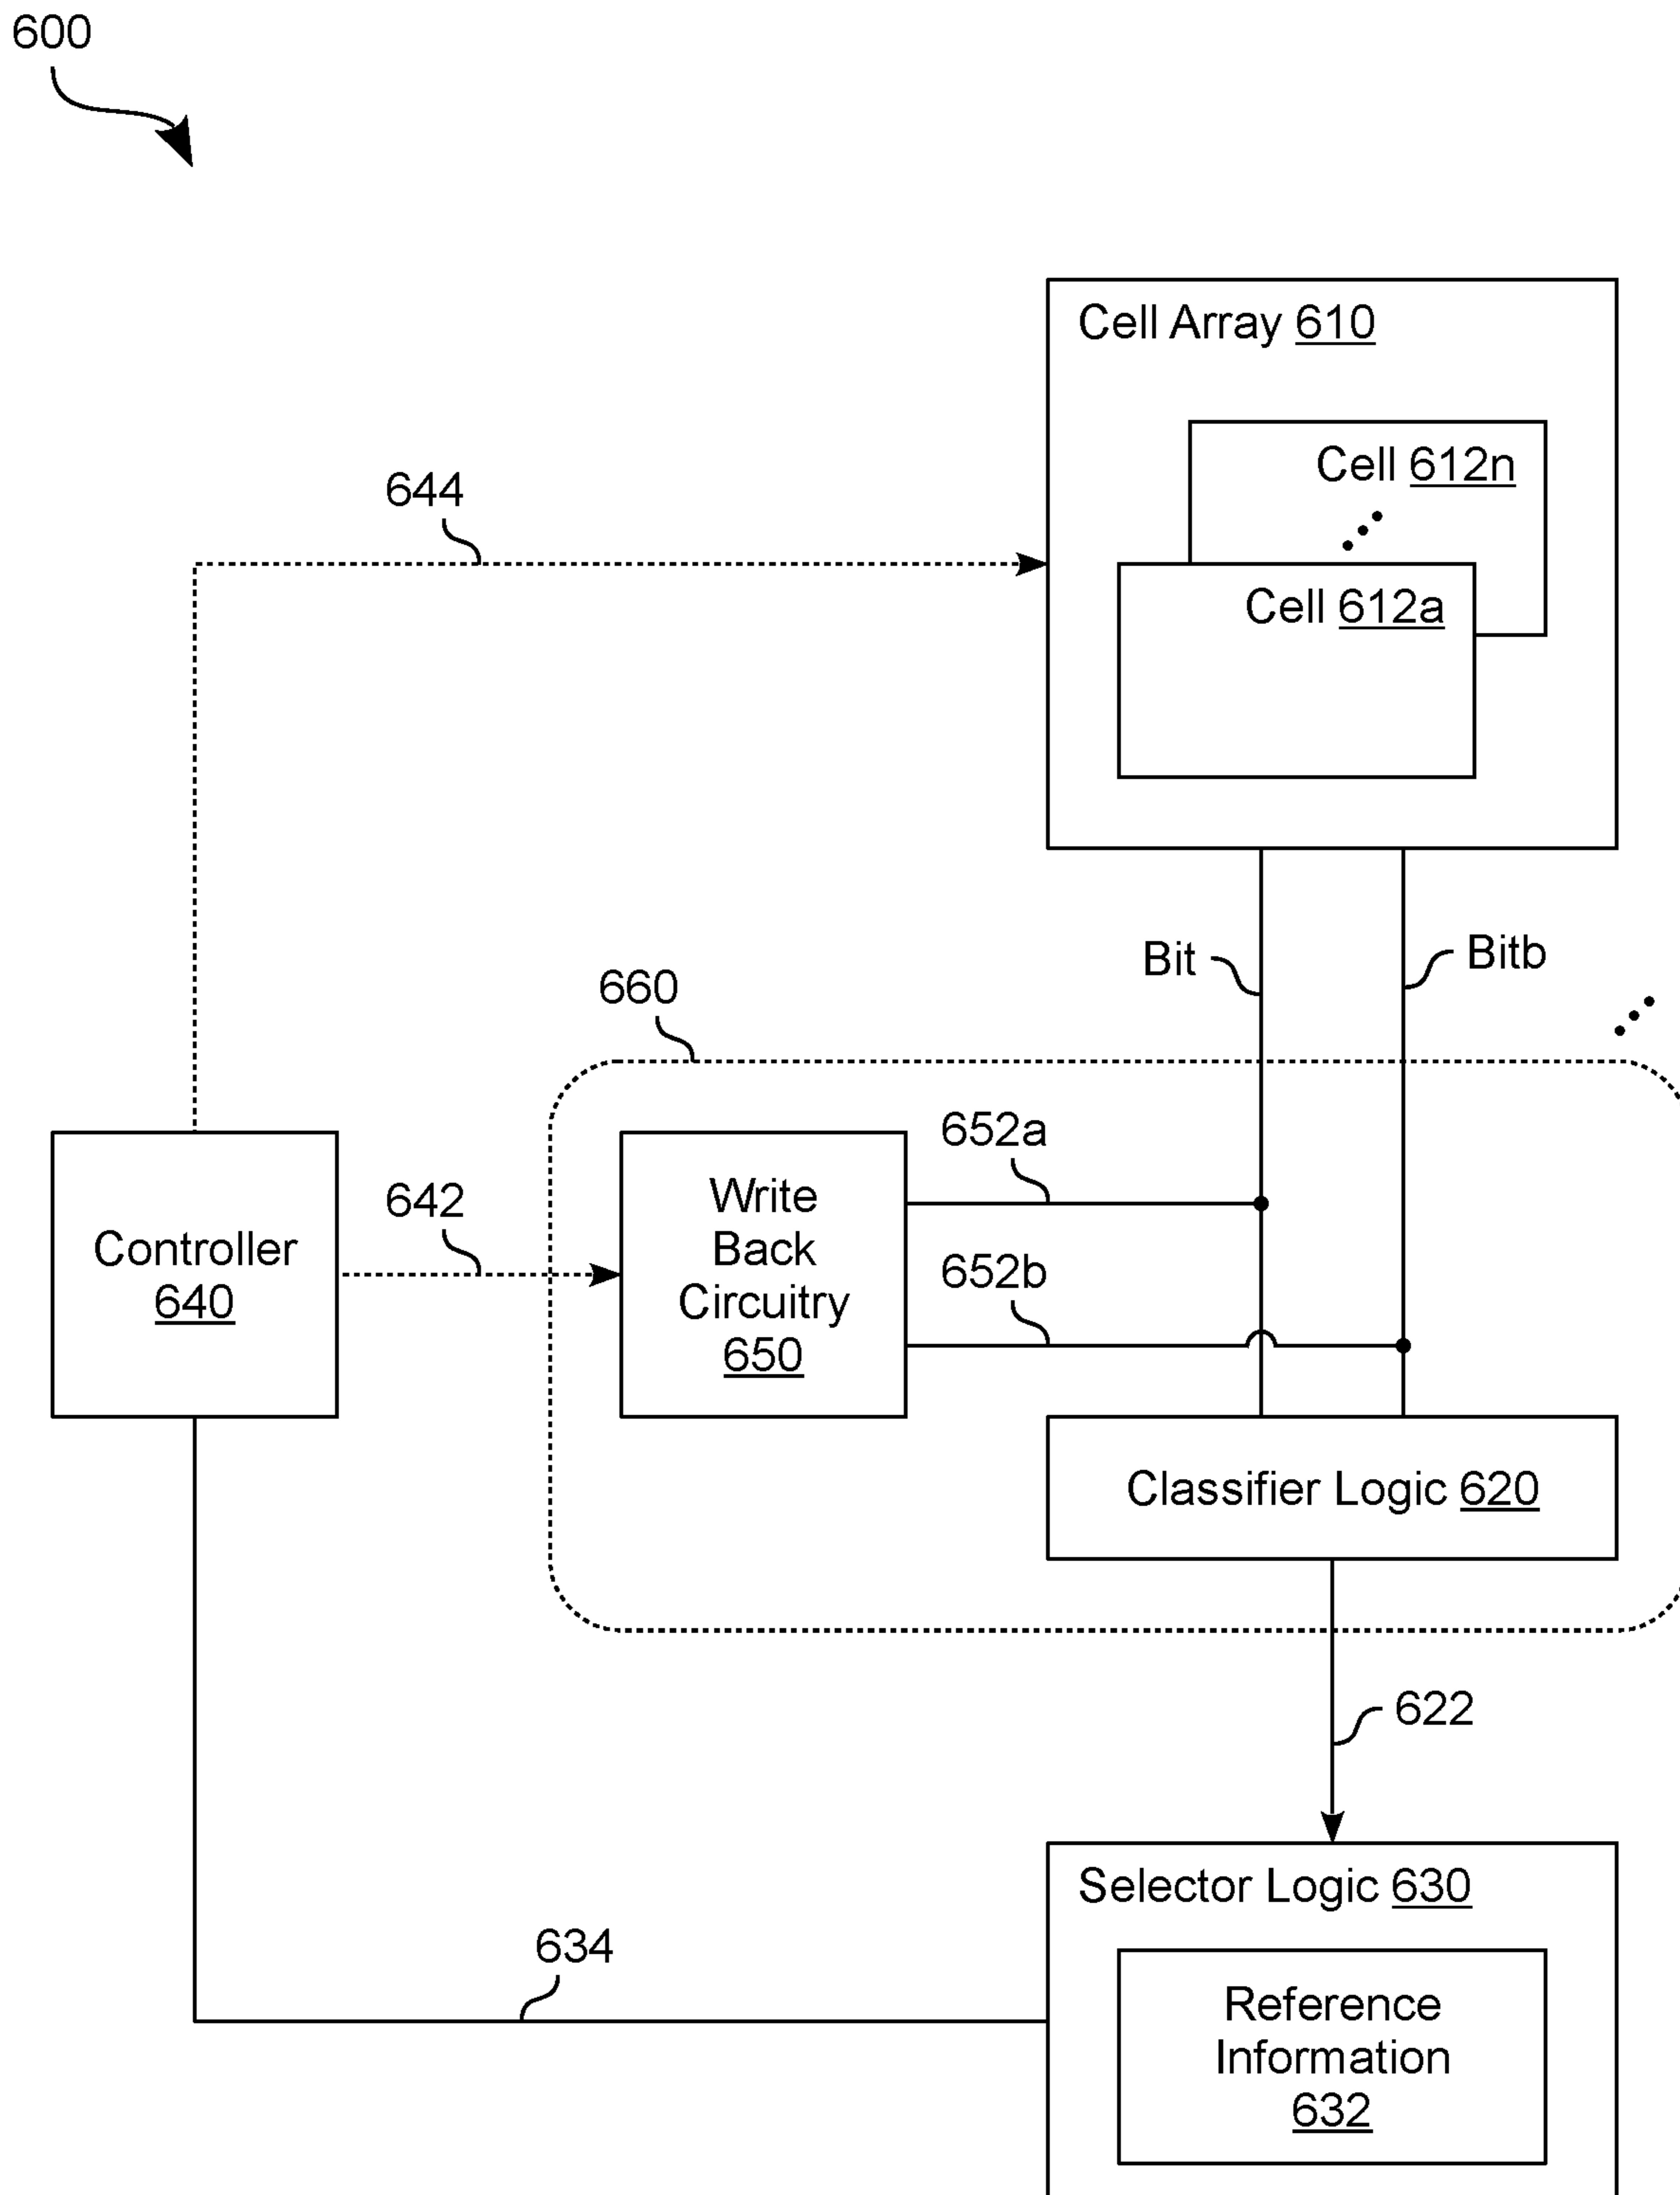 600
Cell Array 610
Cell 612n
644
Cell 612a
Bit
Bitb
660
652a
642
Write
Back
Circuitry
650
Controller
640
652b
Classifier Logic 620
622
Selector Logic 630
634
Reference
Information
632